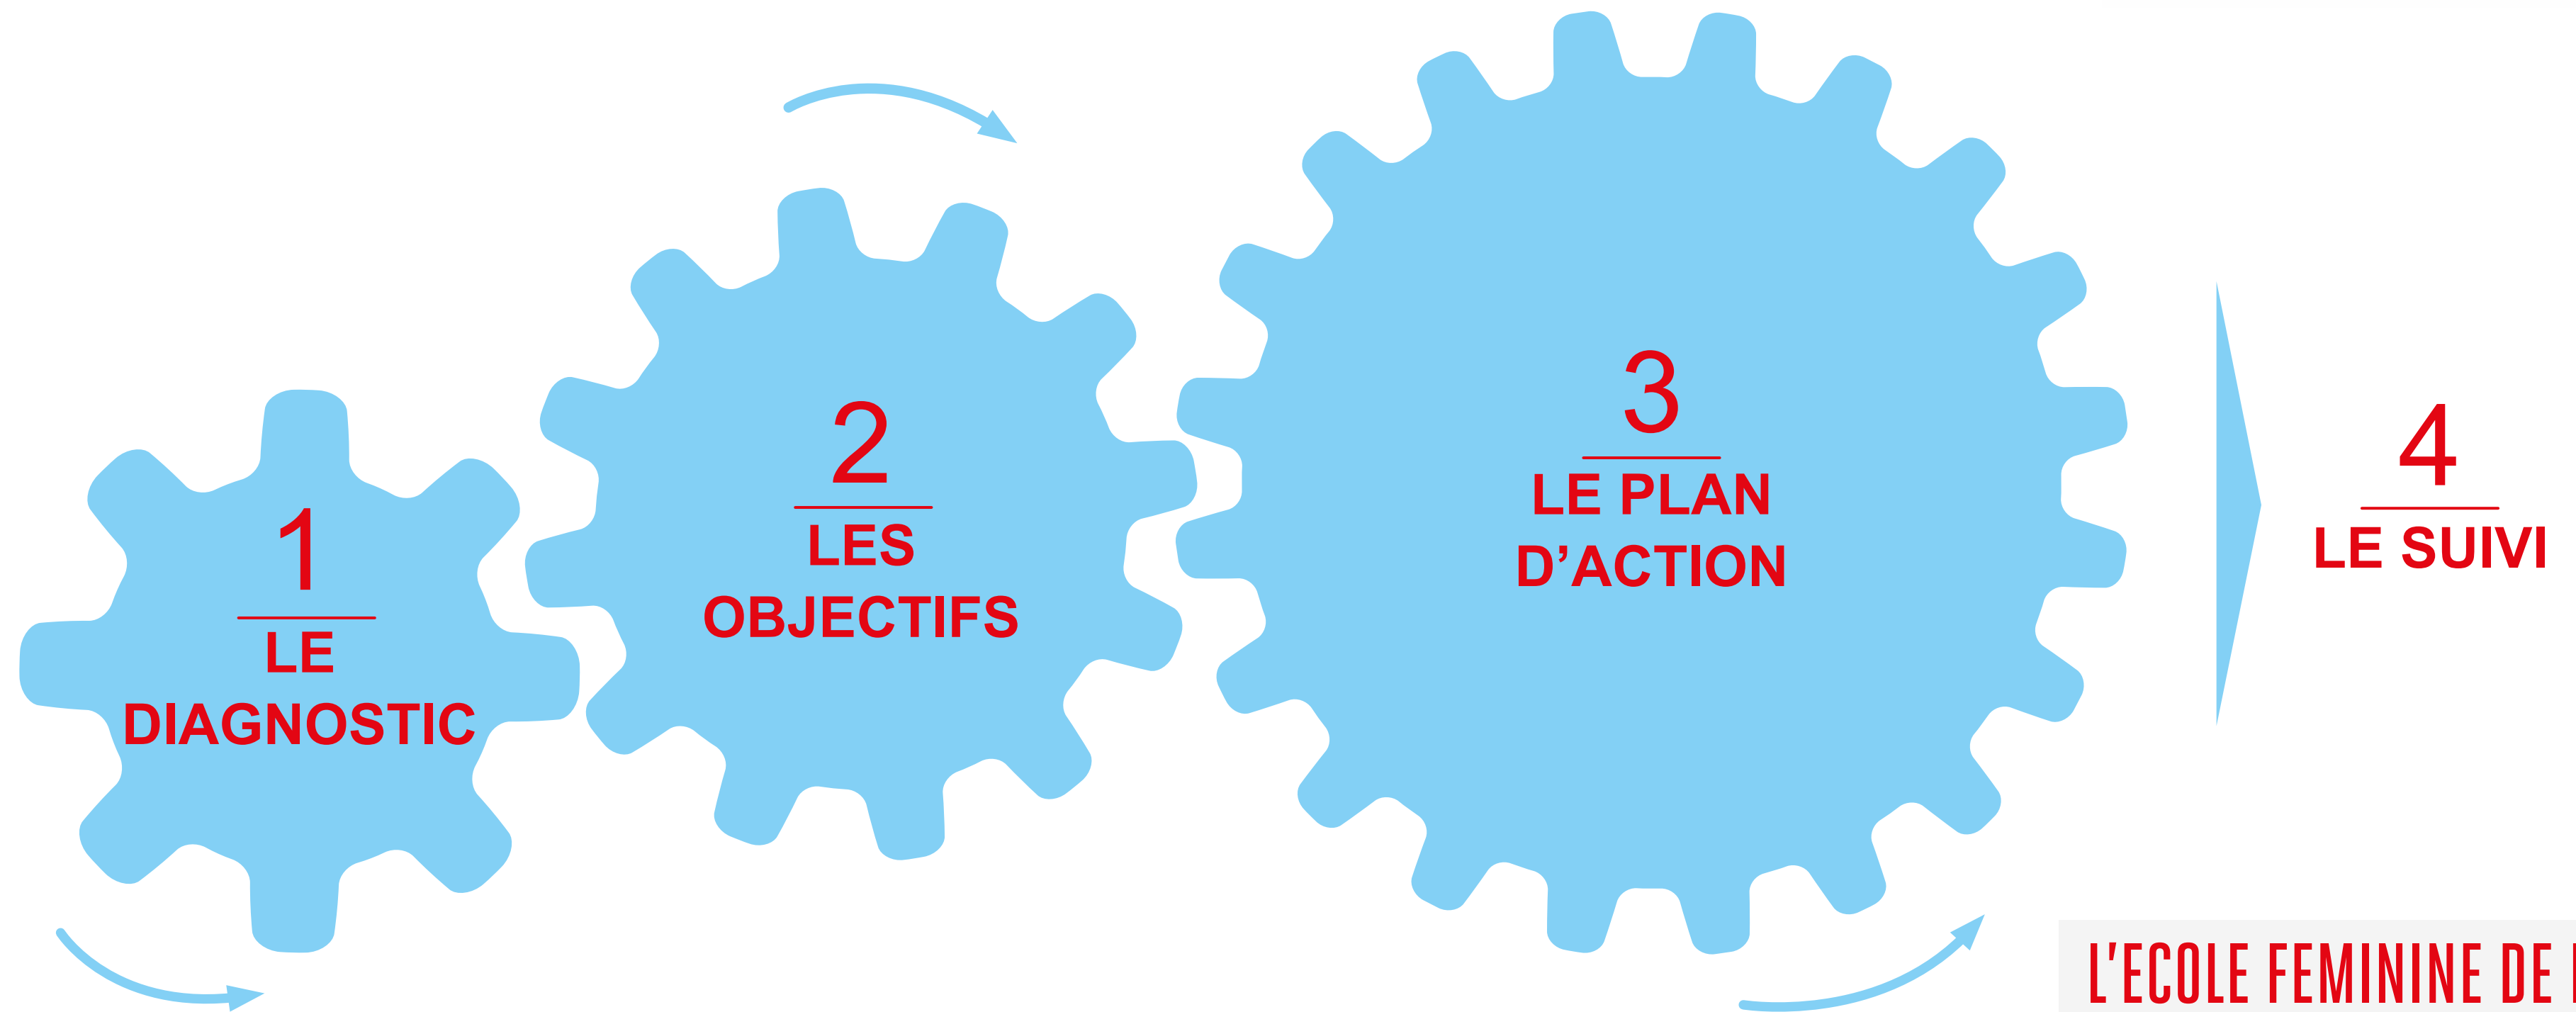 1
LE
DIAGNOSTIC
2
LES
OBJECTIFS
3
LE PLAN
D'ACTION
4
LE SUIVI
L'ECOLE FEMININE DE